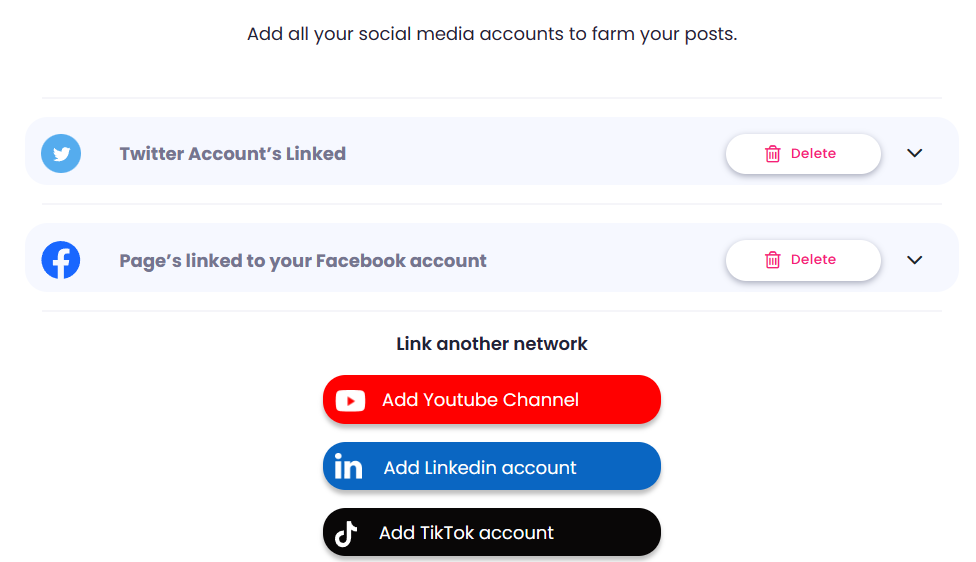 Add all your social media accounts to farm your posts.
Twitter Account’s Linked
Delete
Page’s linked to your Facebook account
Delete
Link another network
Add Youtube Channel
in Add Linkedin account
Add TikTok account